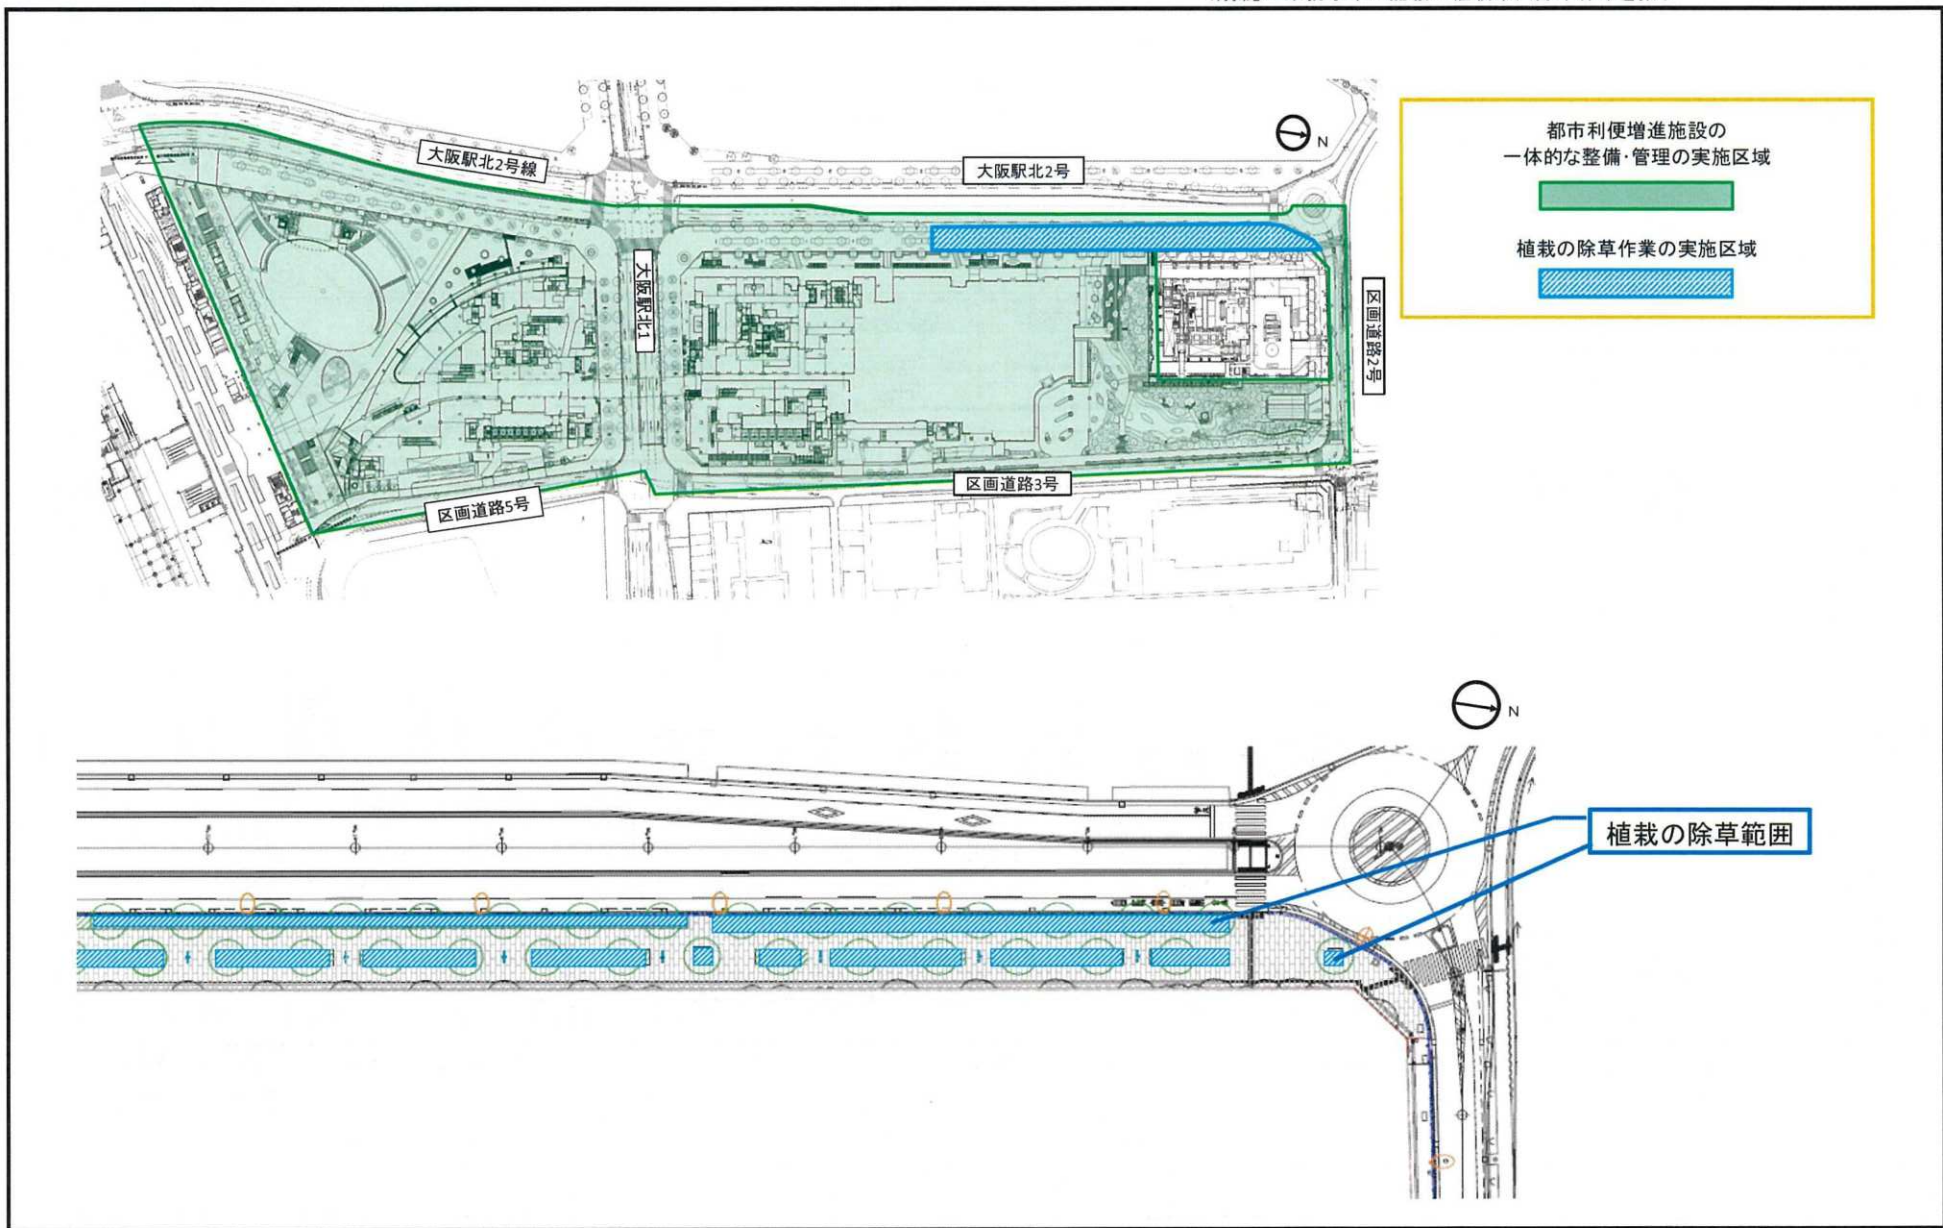 大阪駅北2号線
大阪駅北2号
N
大阪駅北1
区画道路2号
区画道路5号
区画道路3号
都市利便増進施設の
一体的な整備・管理の実施区域
植栽の除草作業の実施区域
N
植栽の除草範囲